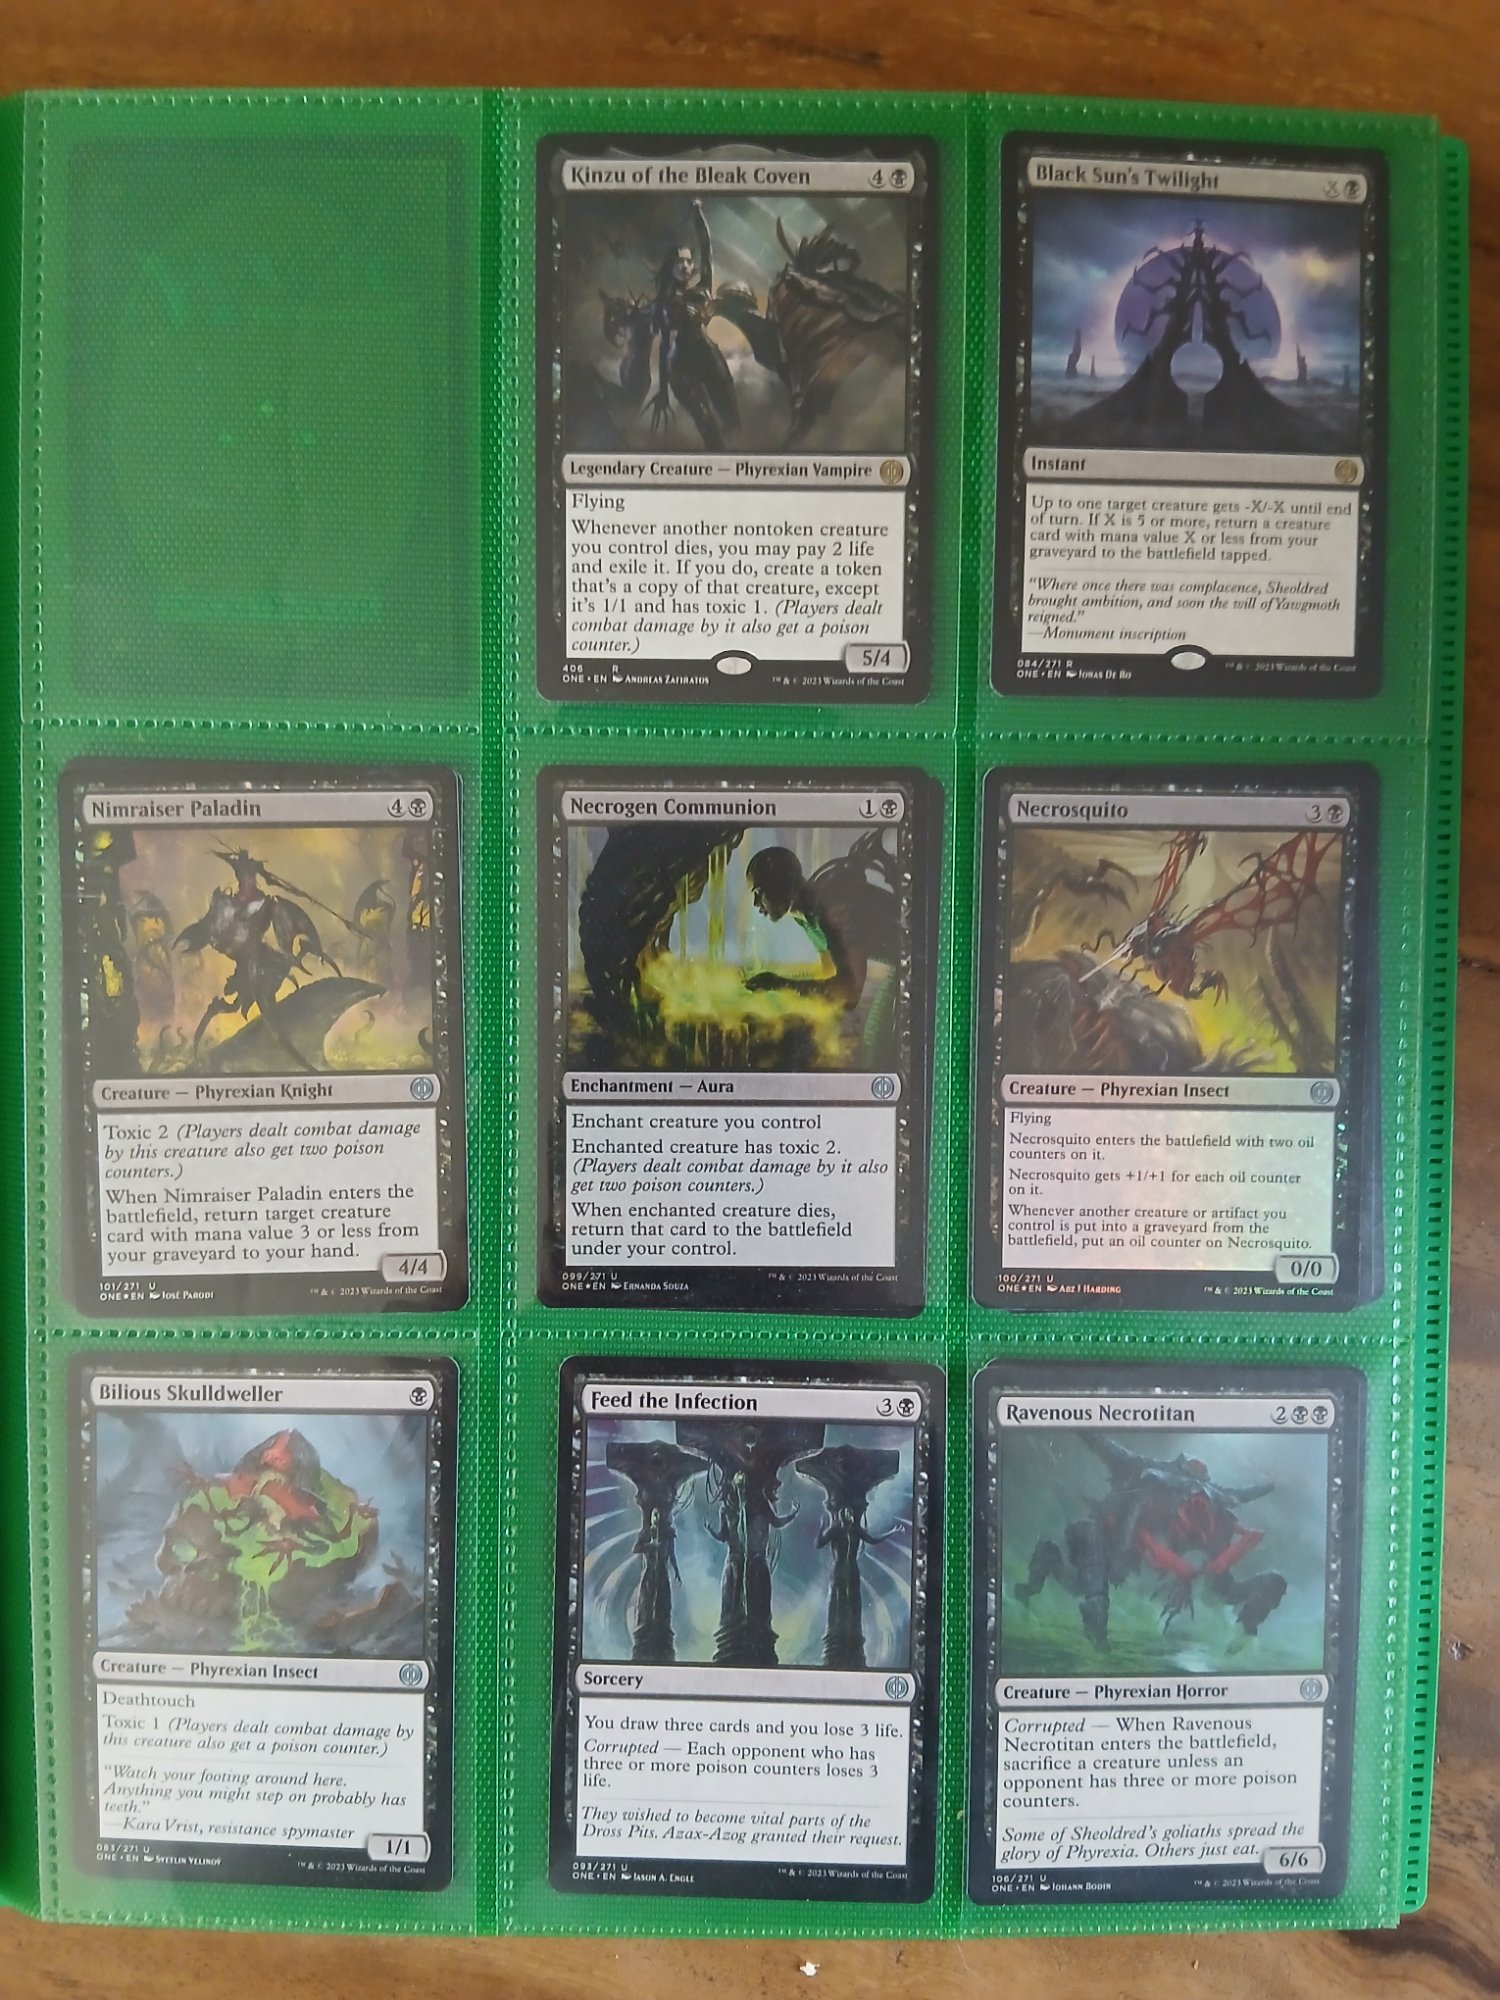 Kinzu of the Bleak Coven 4
Legendary Creature — Phyrexian Vampire
Flying
Whenever another nontoken creature
you control dies, you may pay 2 life
and exile it. If you do, create a token
that's a copy of that creature, except
it's 1/1 and has toxic 1. (Players dealt
combat damage by it also get a poison
counter.)
5/4
406 R
ONE • EN Andreas Zafiratos
™ & © 2023 Wizards of the Coast
Black Sun's Twilight X
Instant
Up to one target creature gets -X/-X until end
of turn. If X is 5 or more, return a creature
card with mana value X or less from your
graveyard to the battlefield tapped.
"Where once there was complacence, Sheoldred
brought ambition, and soon the will of Yawgmoth
reigned."
—Monument inscription
084/271 R
ONE • EN Jonas De Ro
™ & © 2023 Wizards of the Coast
Nimraiser Paladin 4
Creature — Phyrexian Knight
Toxic 2 (Players dealt combat damage
by this creature also get two poison
counters.)
When Nimraiser Paladin enters the
battlefield, return target creature
card with mana value 3 or less from
your graveyard to your hand.
4/4
101/271 U
ONE ★ EN José Parodi
™ & © 2023 Wizards of the Coast
Necrogen Communion 1
Enchantment — Aura
Enchant creature you control
Enchanted creature has toxic 2.
(Players dealt combat damage by it also
get two poison counters.)
When enchanted creature dies,
return that card to the battlefield
under your control.
099/271 U
ONE ★ EN Ernanda Souza
™ & © 2023 Wizards of the Coast
Necrosquito 3
Creature — Phyrexian Insect
Flying
Necrosquito enters the battlefield with two oil
counters on it.
Necrosquito gets +1/+1 for each oil counter
on it.
Whenever another creature or artifact you
control is put into a graveyard from the
battlefield, put an oil counter on Necrosquito.
0/0
100/271 U
ONE ★ EN Abz J Harding
™ & © 2023 Wizards of the Coast
Bilious Skulldweller
Creature — Phyrexian Insect
Deathtouch
Toxic 1 (Players dealt combat damage by
this creature also get a poison counter.)
"Watch your footing around here.
Anything you might step on probably has
teeth."
—Kara Vrist, resistance spymaster
1/1
083/271 U
ONE • EN Svetlin Velinov
™ & © 2023 Wizards of the Coast
Feed the Infection 3
Sorcery
You draw three cards and you lose 3 life.
Corrupted — Each opponent who has
three or more poison counters loses 3
life.
They wished to become vital parts of the
Dross Pits. Azax-Azog granted their request.
093/271 U
ONE • EN Jason A. Engle
™ & © 2023 Wizards of the Coast
Ravenous Necrotitan 2
Creature — Phyrexian Horror
Corrupted — When Ravenous
Necrotitan enters the battlefield,
sacrifice a creature unless an
opponent has three or more poison
counters.
Some of Sheoldred's goliaths spread the
glory of Phyrexia. Others just eat.
6/6
106/271 U
ONE • EN Johann Bodin
™ & © 2023 Wizards of the Coast